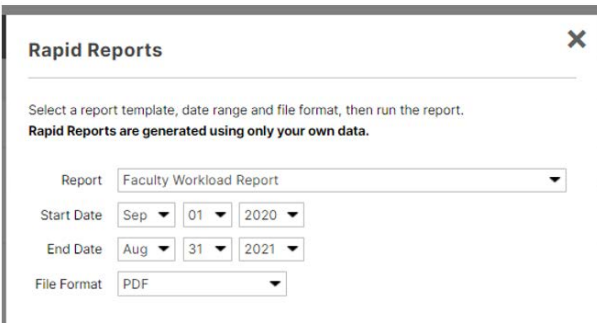 Rapid Reports
Select a report template, date range and file format, then run the report.
Rapid Reports are generated using only your own data.
Report Faculty Workload Report
Start Date Sep 01 2020
End Date Aug 31 2021
File Format PDF